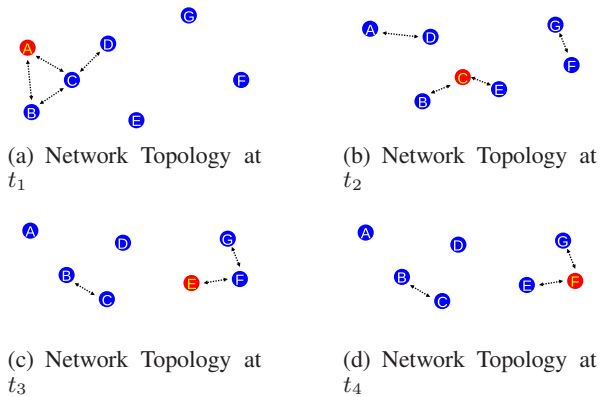 G
A
D
C
F
B
E
(a) Network Topology at
t1
A
G
D
F
C
E
B
(b) Network Topology at
t2
A
G
D
B
E
F
C
(c) Network Topology at
t3
A
G
D
B
F
E
C
(d) Network Topology at
t4